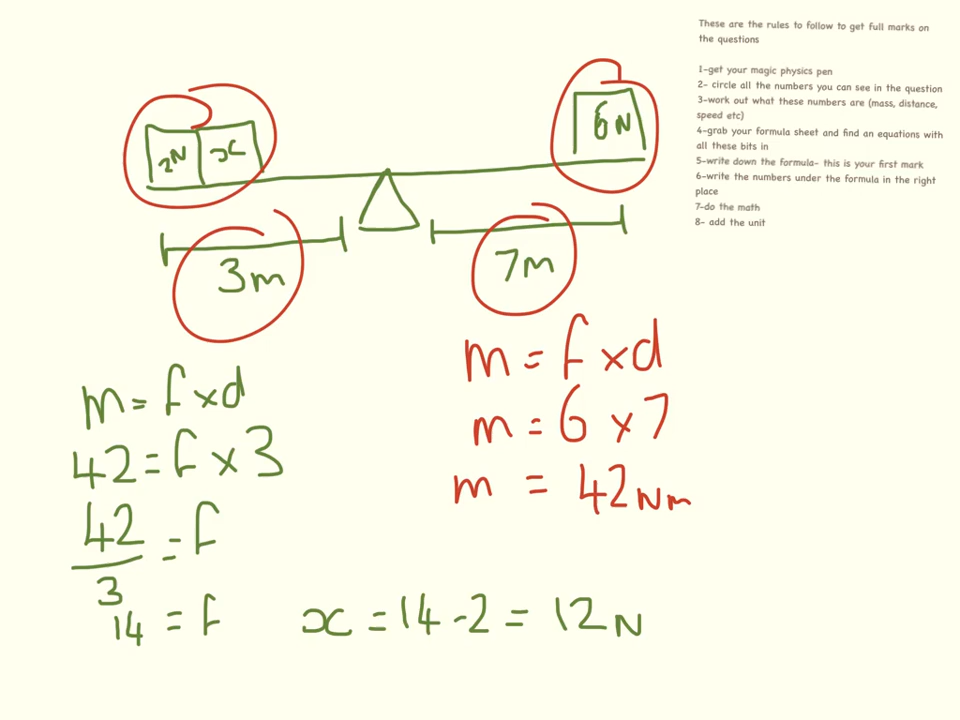 These are the rules to follow to get full marks on
the questions
1-get your magic physics pen
2- circle all the numbers you can see in the question
3-work out what these numbers are (mass, distance,
speed etc)
4-grab your formula sheet and find an equations with
all these bits in
5-write down the formula- this is your first mark
6-write the numbers under the formula in the right
place
7-do the math
8- add the unit
2N x
6N
3m
7m
m = f x d
m = 6 x 7
m = 42Nm
m = f x d
42 = f x 3
42/3 = f
14 = f
x = 14 - 2 = 12N